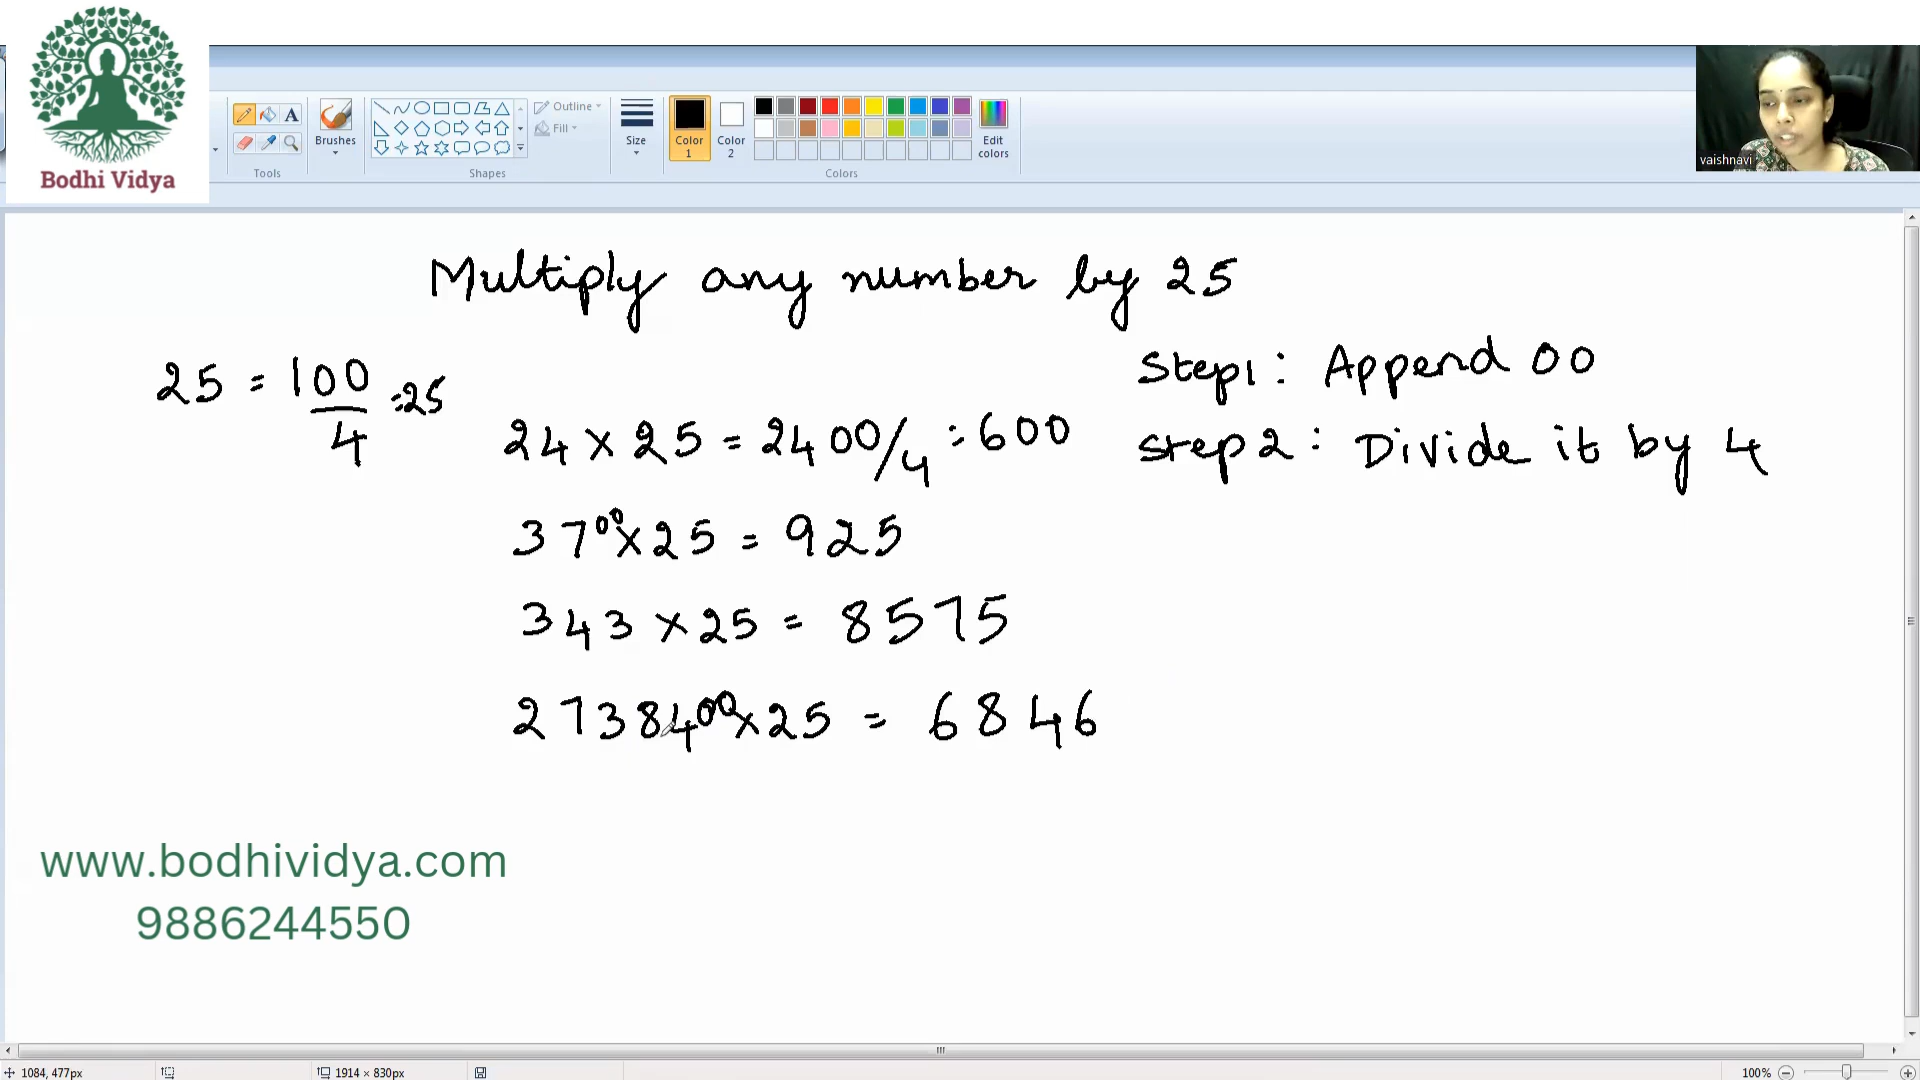 Bodhi Vidya
Brushes
Outline
Fill
Size
Color 1
Color 2
Edit colors
Tools
Shapes
Colors
vaishnavi
Multiply any number by 25
25 = 100/4 =25
Step1: Append 00
24 × 25 = 2400/4 = 600
Step2: Divide it by 4
37⁰⁰×25 = 925
343 ×25 = 8575
27384⁰⁰×25 = 6846
www.bodhividya.com
9886244550
1084, 477px
1914 × 830px
100%